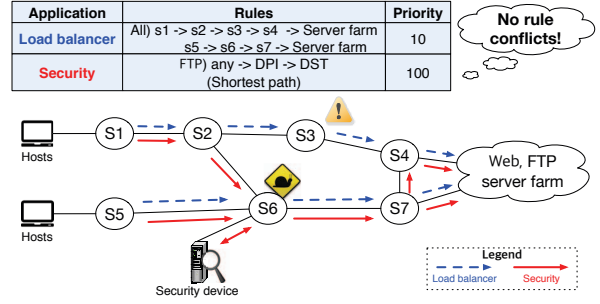 Application Rules Priority
Load balancer All) s1 -> s2 -> s3 -> s4 -> Server farm 10
s5 -> s6 -> s7 -> Server farm
Security FTP) any -> DPI -> DST 100
(Shortest path)
No rule
conflicts!
S1
S2
S3
S4
Hosts
Web, FTP
server farm
S5
S6
S7
Hosts
Security device
Legend
Load balancer Security